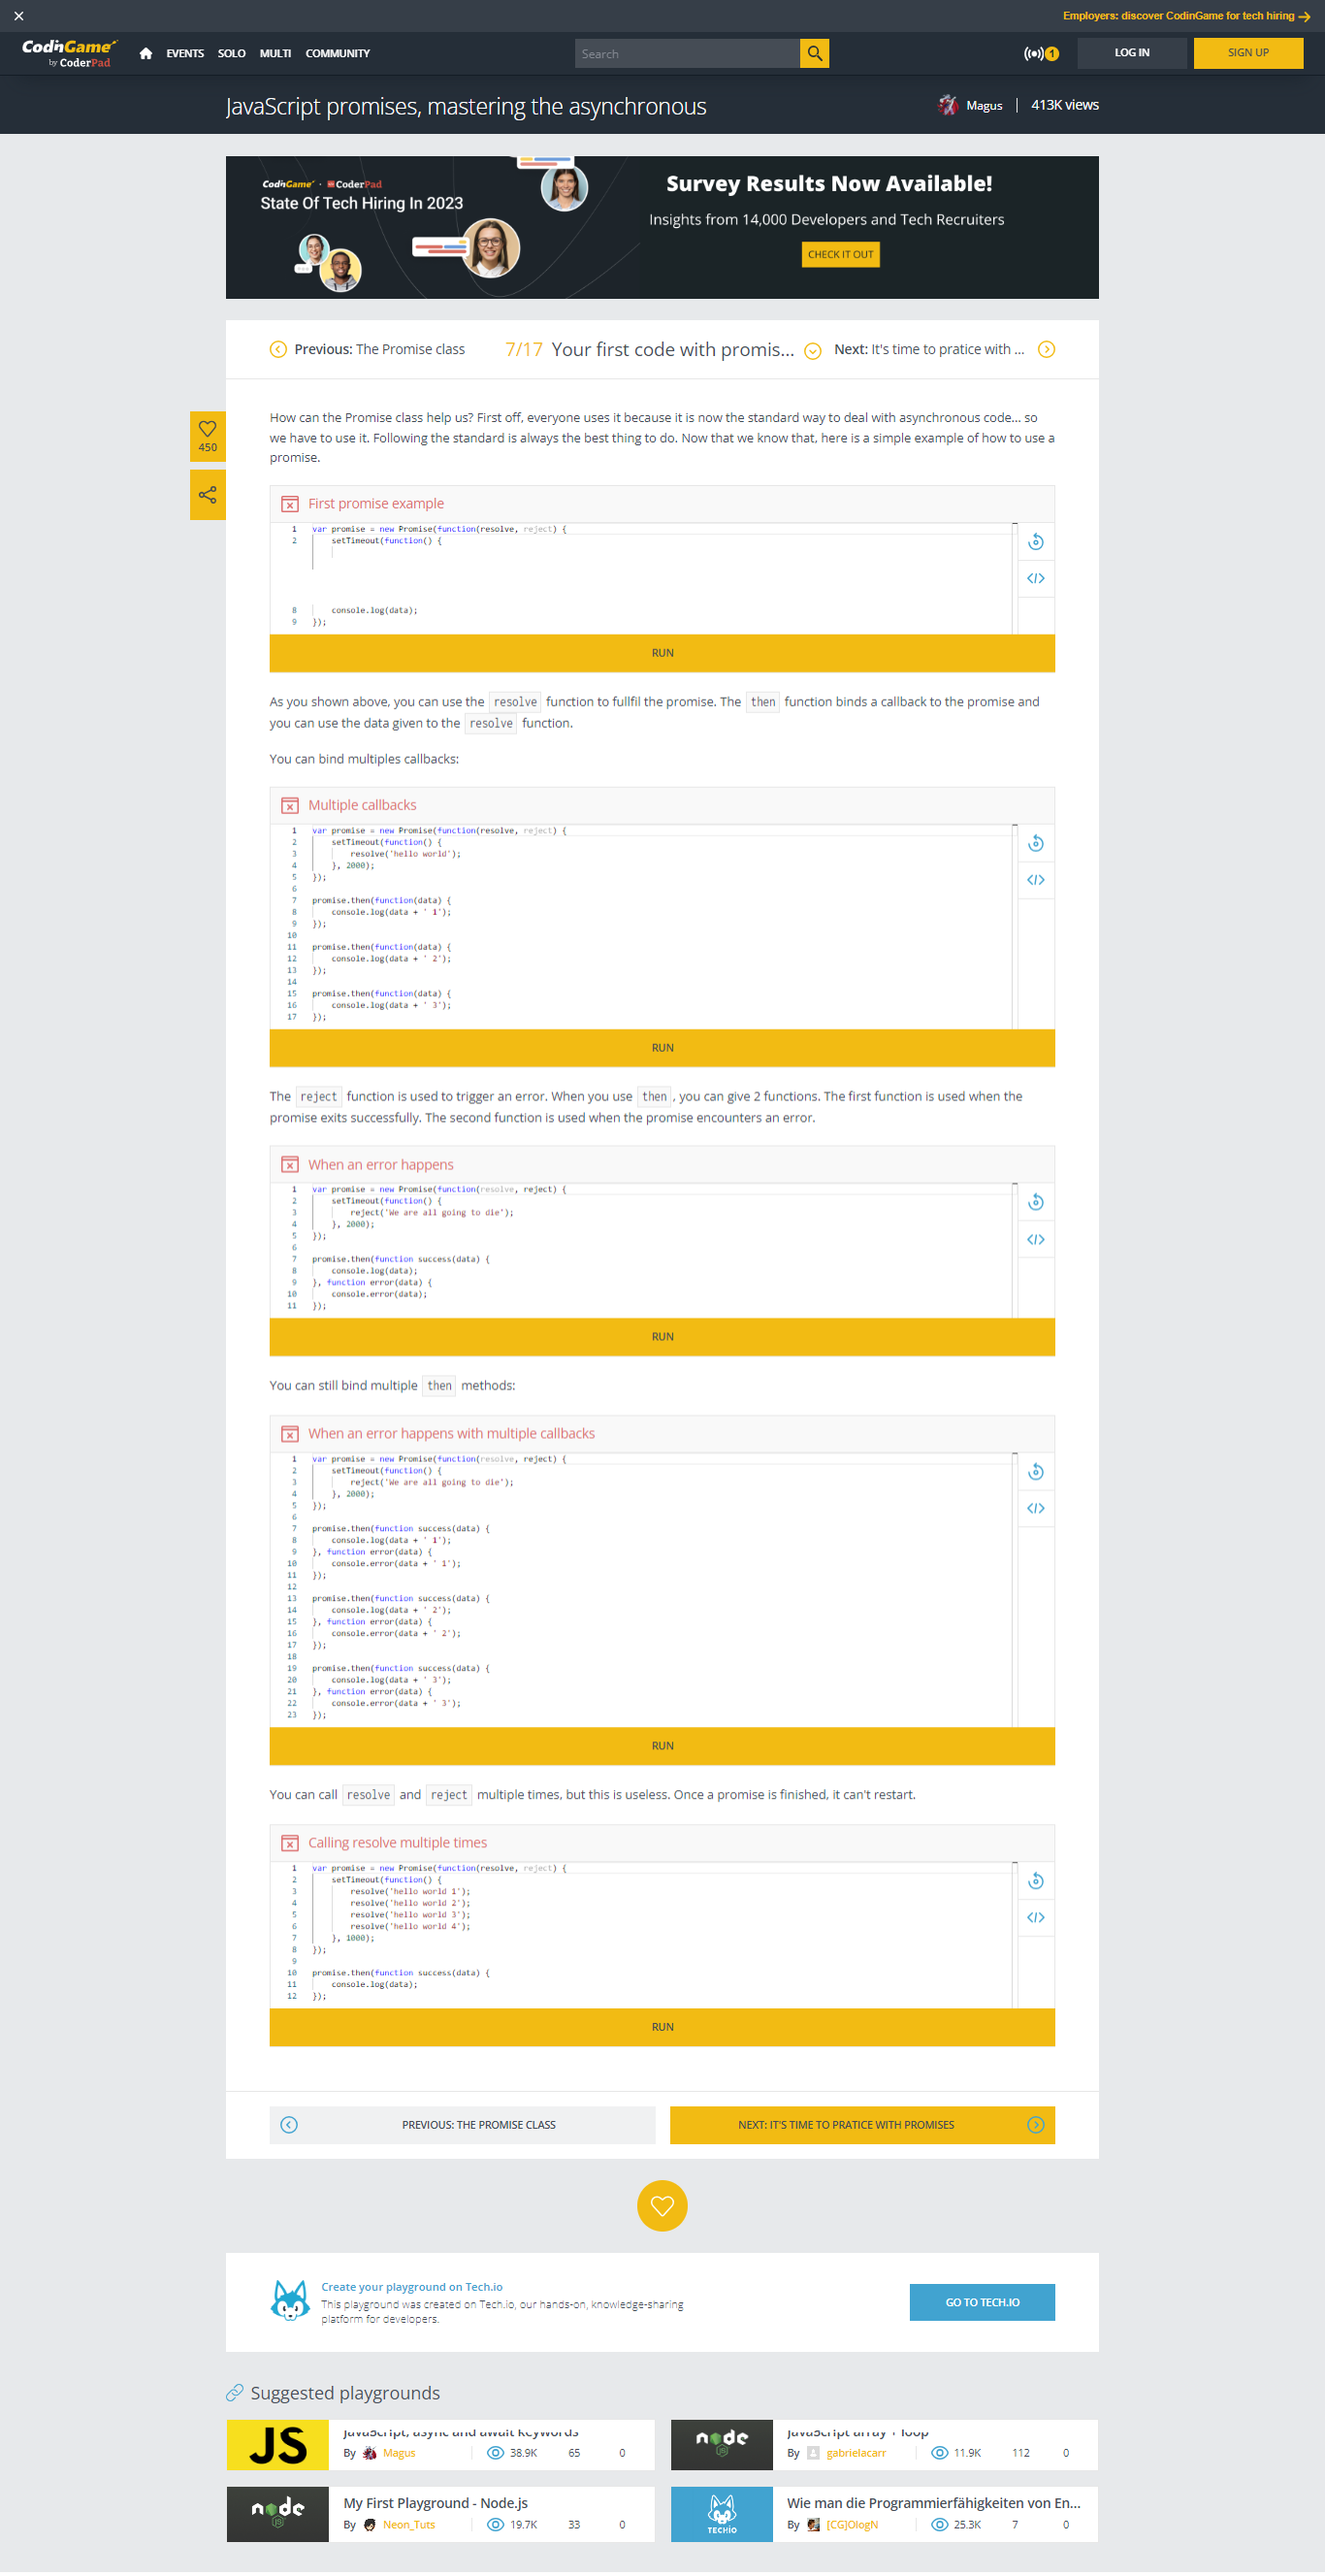 Employers: discover CodinGame for tech hiring
CodinGame
by CoderPad
EVENTS SOLO MULTI COMMUNITY
Search
1
LOG IN
SIGN UP
JavaScript promises, mastering the asynchronous
Magus
413K views
CodinGame · CoderPad
State Of Tech Hiring In 2023
Survey Results Now Available!
Insights from 14,000 Developers and Tech Recruiters
CHECK IT OUT
Previous: The Promise class
7/17 Your first code with promis...
Next: It's time to pratice with ...
450
How can the Promise class help us? First off, everyone uses it because it is now the standard way to deal with asynchronous code... so
we have to use it. Following the standard is always the best thing to do. Now that we know that, here is a simple example of how to use a
promise.
First promise example
1 var promise = new Promise(function(resolve, reject) {
2 setTimeout(function() {
8 console.log(data);
9 });
RUN
As you shown above, you can use the resolve function to fullfil the promise. The then function binds a callback to the promise and
you can use the data given to the resolve function.
You can bind multiples callbacks:
Multiple callbacks
1 var promise = new Promise(function(resolve, reject) {
2 setTimeout(function() {
3 resolve('hello world');
4 }, 2000);
5 });
6
7 promise.then(function(data) {
8 console.log(data + ' 1');
9 });
10
11 promise.then(function(data) {
12 console.log(data + ' 2');
13 });
14
15 promise.then(function(data) {
16 console.log(data + ' 3');
17 });
RUN
The reject function is used to trigger an error. When you use then , you can give 2 functions. The first function is used when the
promise exits successfully. The second function is used when the promise encounters an error.
When an error happens
1 var promise = new Promise(function(resolve, reject) {
2 setTimeout(function() {
3 reject('We are all going to die');
4 }, 2000);
5 });
6
7 promise.then(function success(data) {
8 console.log(data);
9 }, function error(data) {
10 console.error(data);
11 });
RUN
You can still bind multiple then methods:
When an error happens with multiple callbacks
1 var promise = new Promise(function(resolve, reject) {
2 setTimeout(function() {
3 reject('We are all going to die');
4 }, 2000);
5 });
6
7 promise.then(function success(data) {
8 console.log(data + ' 1');
9 }, function error(data) {
10 console.error(data + ' 1');
11 });
12
13 promise.then(function success(data) {
14 console.log(data + ' 2');
15 }, function error(data) {
16 console.error(data + ' 2');
17 });
18
19 promise.then(function success(data) {
20 console.log(data + ' 3');
21 }, function error(data) {
22 console.error(data + ' 3');
23 });
RUN
You can call resolve and reject multiple times, but this is useless. Once a promise is finished, it can't restart.
Calling resolve multiple times
1 var promise = new Promise(function(resolve, reject) {
2 setTimeout(function() {
3 resolve('hello world 1');
4 resolve('hello world 2');
5 resolve('hello world 3');
6 resolve('hello world 4');
7 }, 1000);
8 });
9
10 promise.then(function success(data) {
11 console.log(data);
12 });
RUN
PREVIOUS: THE PROMISE CLASS
NEXT: IT'S TIME TO PRATICE WITH PROMISES
Create your playground on Tech.io
This playground was created on Tech.io, our hands-on, knowledge-sharing
platform for developers.
GO TO TECH.IO
Suggested playgrounds
JS
JavaScript, async and await keywords
By Magus 38.9K 65 0
node
JS
JavaScript array + loop
By gabrielacarr 11.9K 112 0
node
JS
My First Playground - Node.js
By Neon_Tuts 19.7K 33 0
TECHIO
Wie man die Programmierfähigkeiten von En...
By [CG]OlogN 25.3K 7 0